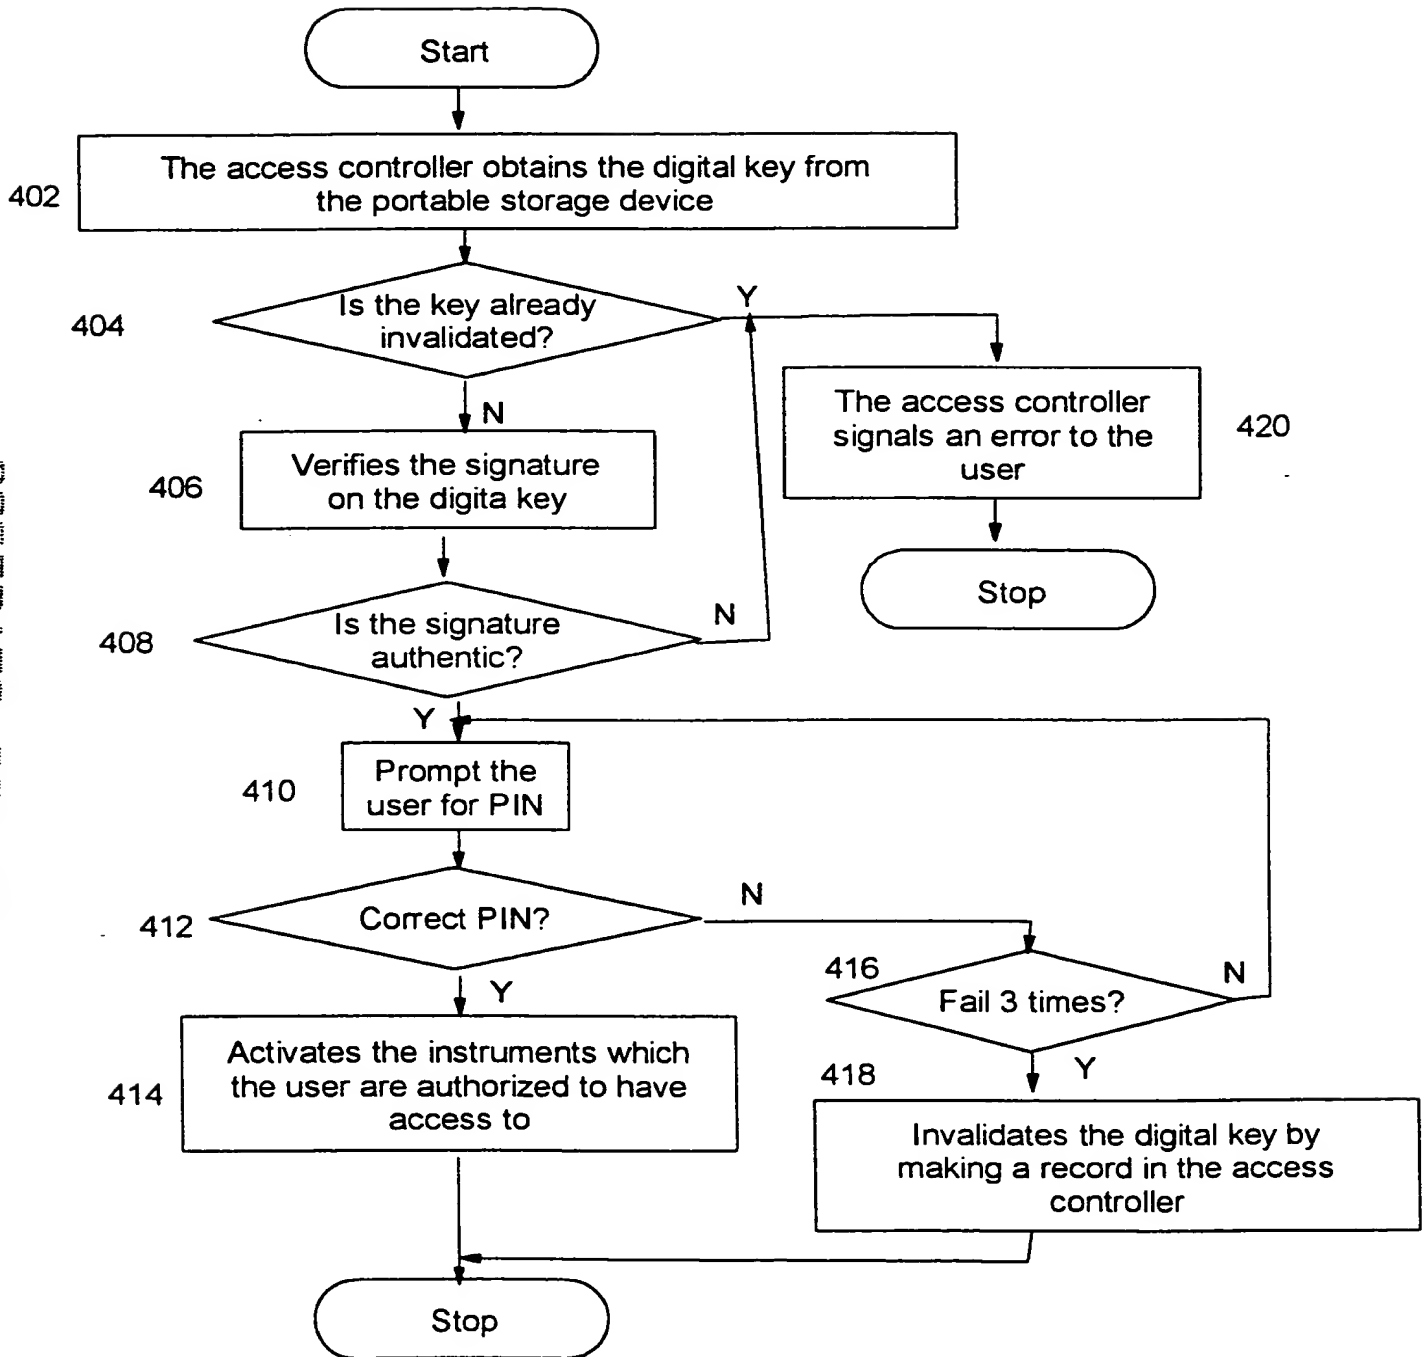 Start
The access controller obtains the digital key from
the portable storage device
402
Is the key already
invalidated?
404
Y
N
The access controller
signals an error to the
user
420
Verifies the signature
on the digita key
406
Stop
Is the signature
authentic?
408
N
Y
Prompt the
user for PIN
410
Correct PIN?
412
N
416
Fail 3 times?
N
Y
Y
Activates the instruments which
the user are authorized to have
access to
414
418
Invalidates the digital key by
making a record in the access
controller
Stop